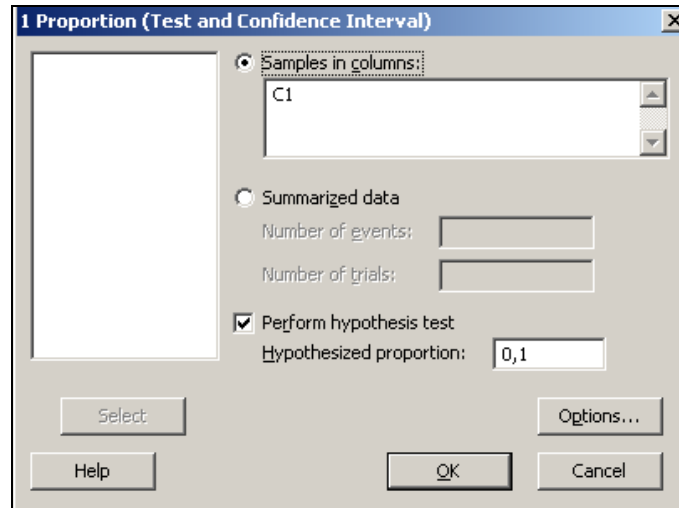 1 Proportion (Test and Confidence Interval)
Samples in columns:
C1
Summarized data
Number of events:
Number of trials:
Perform hypothesis test
Hypothesized proportion: 0,1
Select
Options...
Help
OK
Cancel